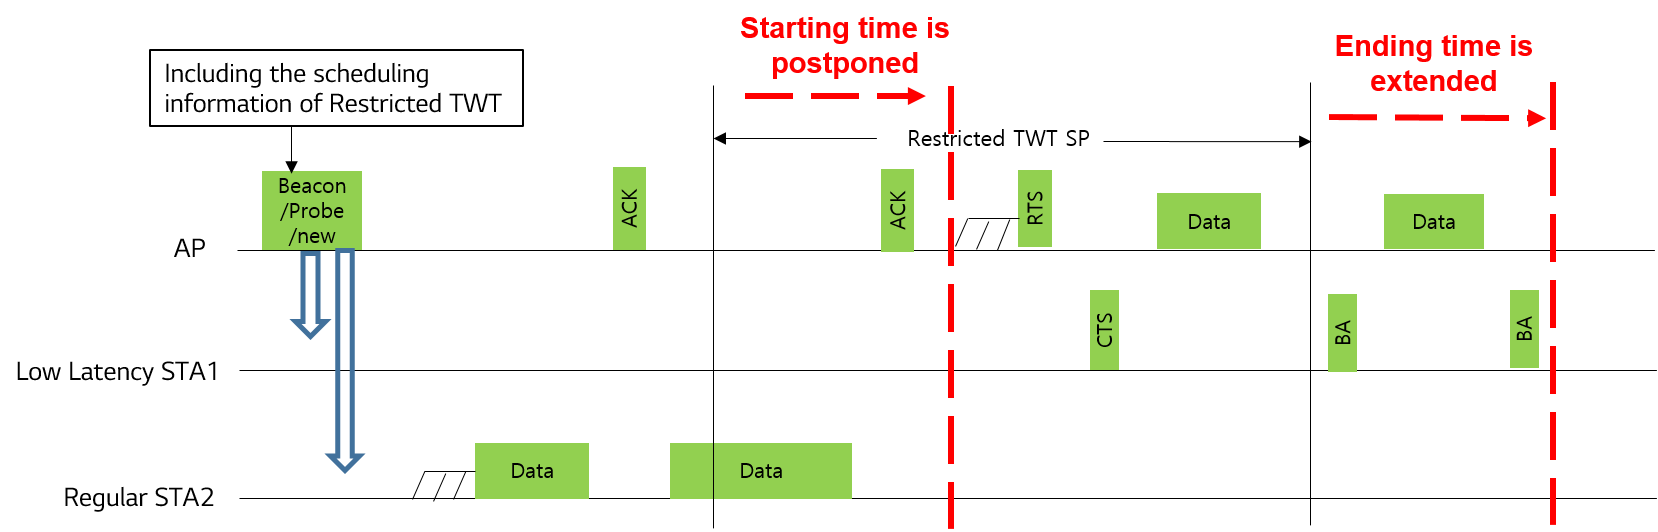 Starting time is
postponed
Ending time is
extended
Including the scheduling
information of Restricted TWT
Restricted TWT SP
Beacon
/Probe
/new
ACK
ACK
RTS
Data
Data
AP
CTS
BA
BA
Low Latency STA1
Data
Data
Regular STA2